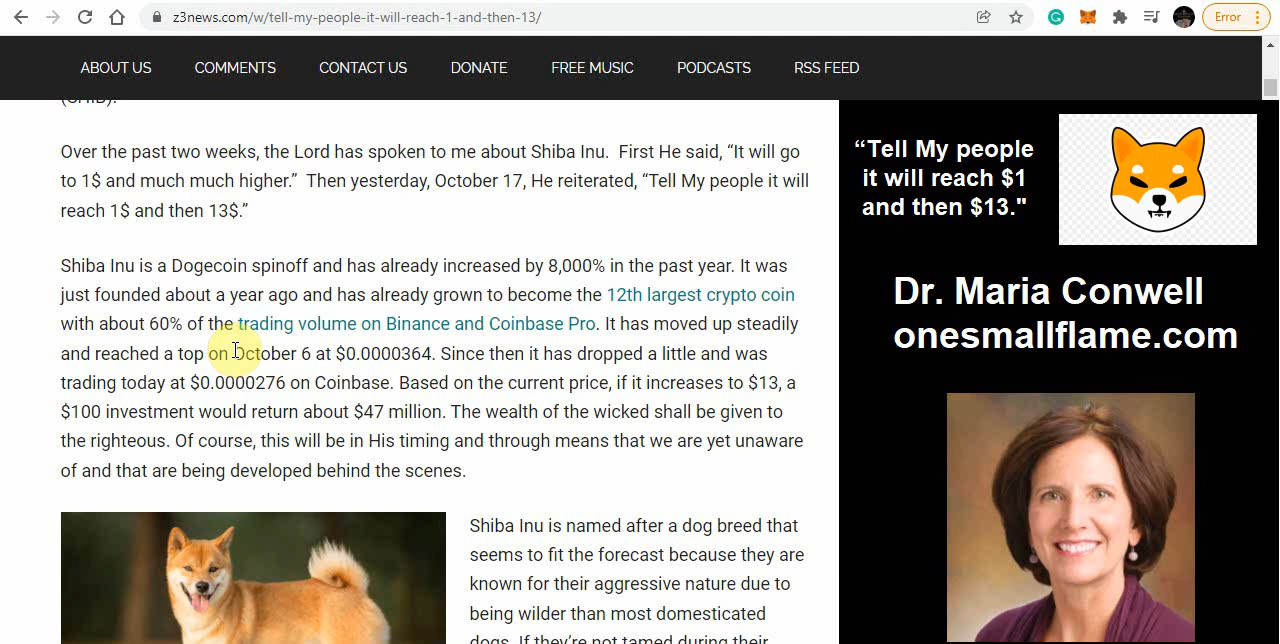 z3news.com/w/tell-my-people-it-will-reach-1-and-then-13/
Error
ABOUT US
COMMENTS
CONTACT US
DONATE
FREE MUSIC
PODCASTS
RSS FEED
(SHIB).
Over the past two weeks, the Lord has spoken to me about Shiba Inu.  First He said, “It will go
to 1$ and much much higher.”  Then yesterday, October 17, He reiterated, “Tell My people it will
reach 1$ and then 13$.”
Shiba Inu is a Dogecoin spinoff and has already increased by 8,000% in the past year. It was
just founded about a year ago and has already grown to become the 12th largest crypto coin
with about 60% of the trading volume on Binance and Coinbase Pro. It has moved up steadily
and reached a top on October 6 at $0.0000364. Since then it has dropped a little and was
trading today at $0.0000276 on Coinbase. Based on the current price, if it increases to $13, a
$100 investment would return about $47 million. The wealth of the wicked shall be given to
the righteous. Of course, this will be in His timing and through means that we are yet unaware
of and that are being developed behind the scenes.
Shiba Inu is named after a dog breed that
seems to fit the forecast because they are
known for their aggressive nature due to
being wilder than most domesticated
dogs. If they’re not tamed during their
“Tell My people
it will reach $1
and then $13."
Dr. Maria Conwell
onesmallflame.com